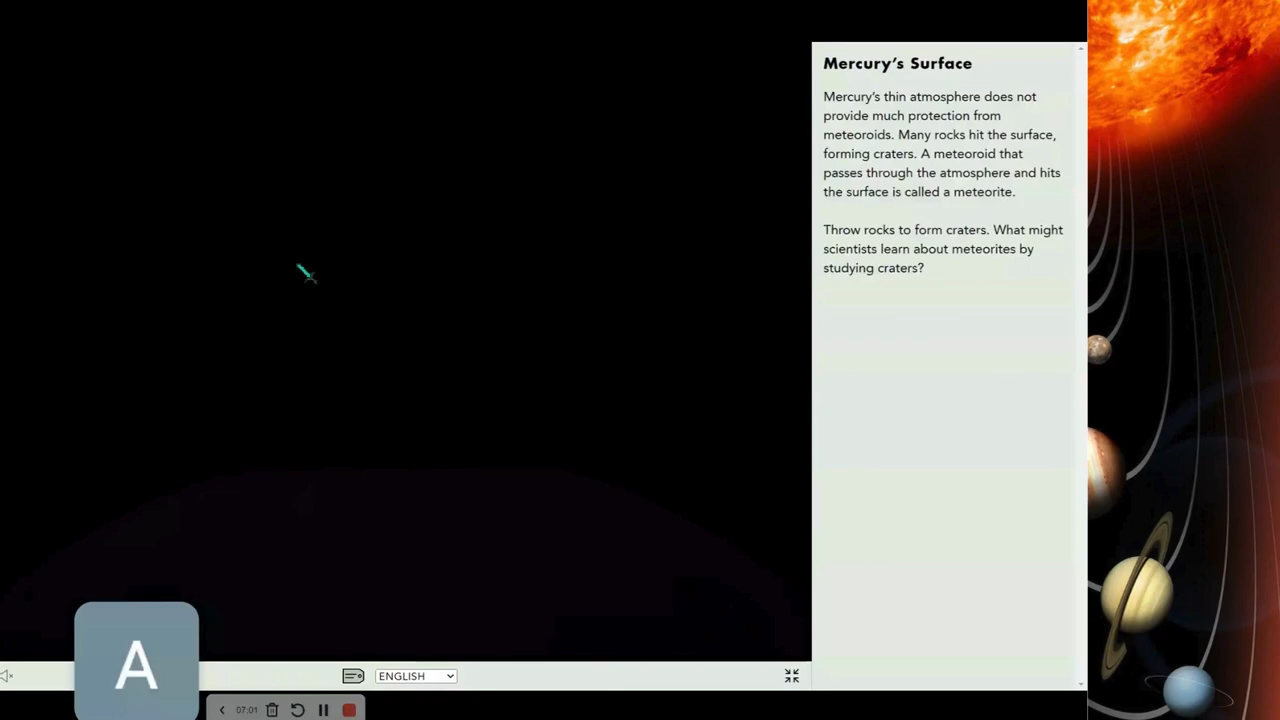 Mercury's Surface
Mercury's thin atmosphere does not
provide much protection from
meteoroids. Many rocks hit the surface,
forming craters. A meteoroid that
passes through the atmosphere and hits
the surface is called a meteorite.
Throw rocks to form craters. What might
scientists learn about meteorites by
studying craters?
A
ENGLISH
07:01